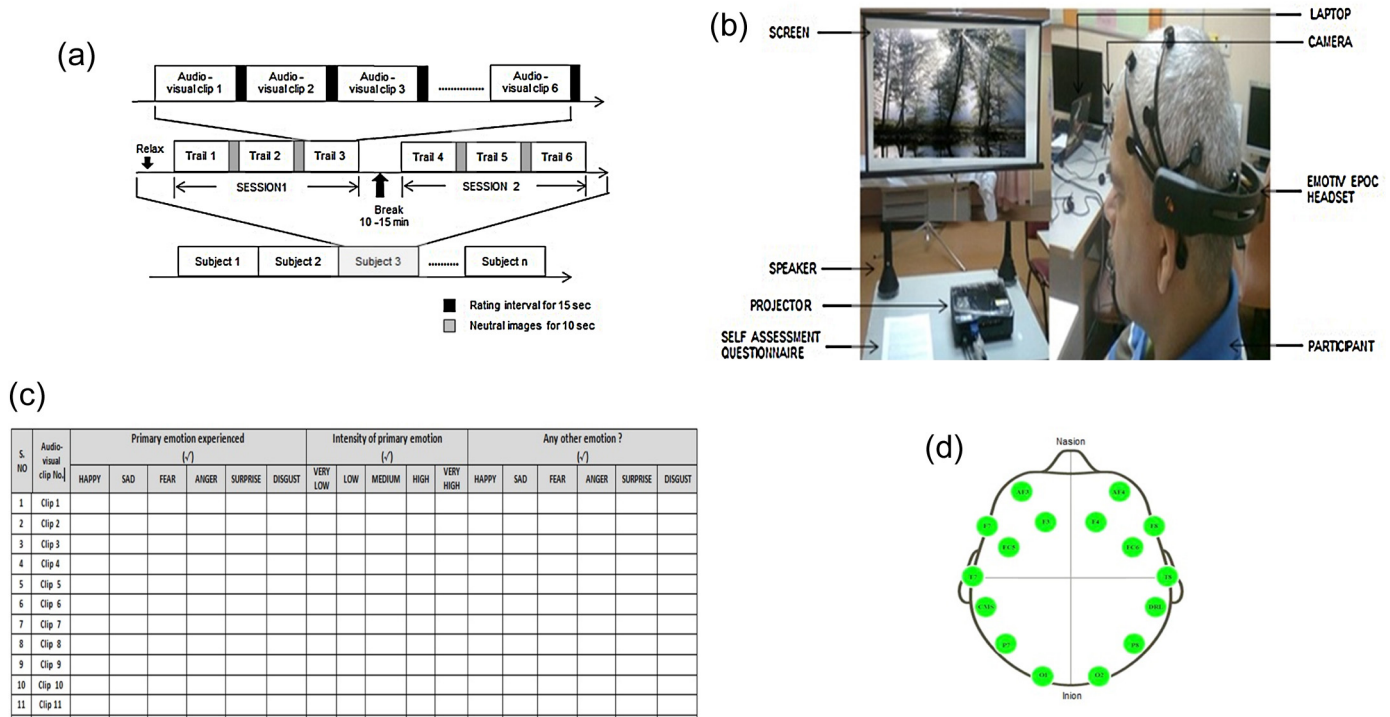 (a)
Audio - visual clip 1
Audio - visual clip 2
Audio - visual clip 3
...............
Audio - visual clip 6
Relax
Trail 1
Trail 2
Trail 3
Trail 4
Trail 5
Trail 6
SESSION1
SESSION 2
Break
10 -15 min
Subject 1
Subject 2
Subject 3
..........
Subject n
Rating interval for 15 sec
Neutral images for 10 sec
(b)
SCREEN
SPEAKER
PROJECTOR
SELF ASSESSMENT
QUESTIONNAIRE
LAPTOP
CAMERA
EMOTIV EPOC
HEADSET
PARTICIPANT
(c)
S. NO
Audio-visual clip No.
Primary emotion experienced (√)
Intensity of primary emotion (√)
Any other emotion ? (√)
HAPPY SAD FEAR ANGER SURPRISE DISGUST VERY LOW LOW MEDIUM HIGH VERY HIGH HAPPY SAD FEAR ANGER SURPRISE DISGUST
1 Clip 1
2 Clip 2
3 Clip 3
4 Clip 4
5 Clip 5
6 Clip 6
7 Clip 7
8 Clip 8
9 Clip 9
10 Clip 10
11 Clip 11
(d)
Nasion
AF3
AF4
F7
F3
F4
F8
FC5
FC6
T7
T8
CMS
DRL
P7
P8
O1
O2
Inion